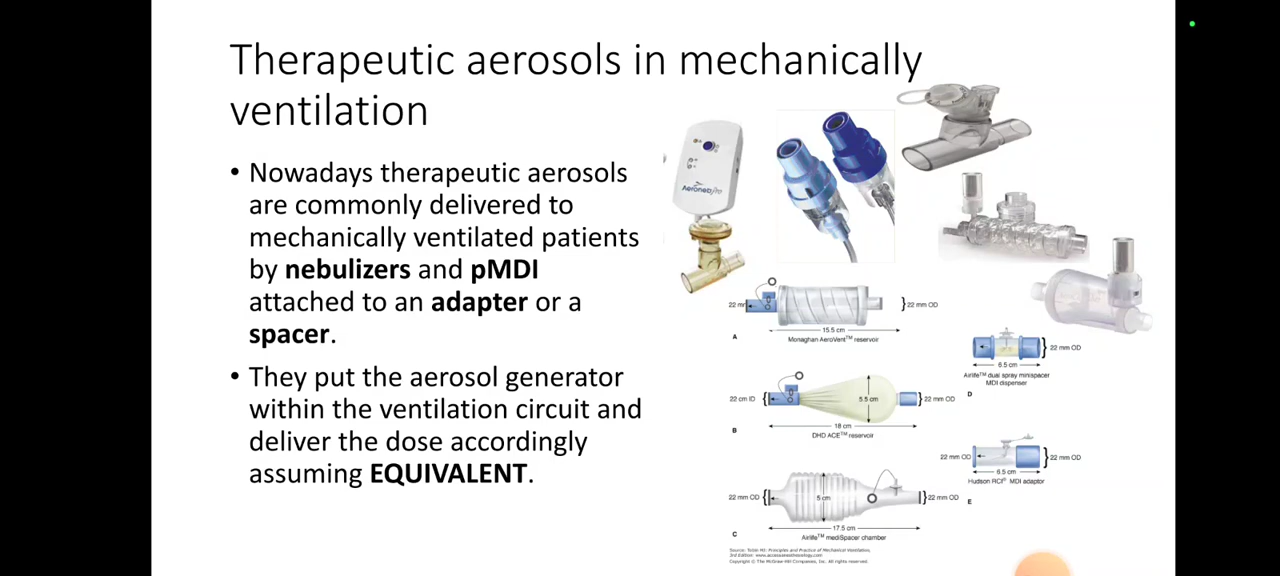 Therapeutic aerosols in mechanically
ventilation
• Nowadays therapeutic aerosols
are commonly delivered to
mechanically ventilated patients
by nebulizers and pMDI
attached to an adapter or a
spacer.
• They put the aerosol generator
within the ventilation circuit and
deliver the dose accordingly
assuming EQUIVALENT.
22 mm OD
15.5 cm
A
Monaghan AeroVent™ reservoir
22 mm OD
6.5 cm
Airlife™ dual spray minispacer
MDI dispenser
D
22 cm ID
5.5 cm
22 mm OD
18 cm
B
DHD ACE™ reservoir
22 mm OD
22 mm OD
6.5 cm
Hudson RCI® MDI adaptor
E
22 mm OD
5 cm
22 mm OD
17.5 cm
C
Airlife™ mediSpacer chamber
Source: Tobin MJ: Principles and Practice of Mechanical Ventilation,
3rd Edition: www.accessanesthesiology.com
Copyright © The McGraw-Hill Companies, Inc. All rights reserved.